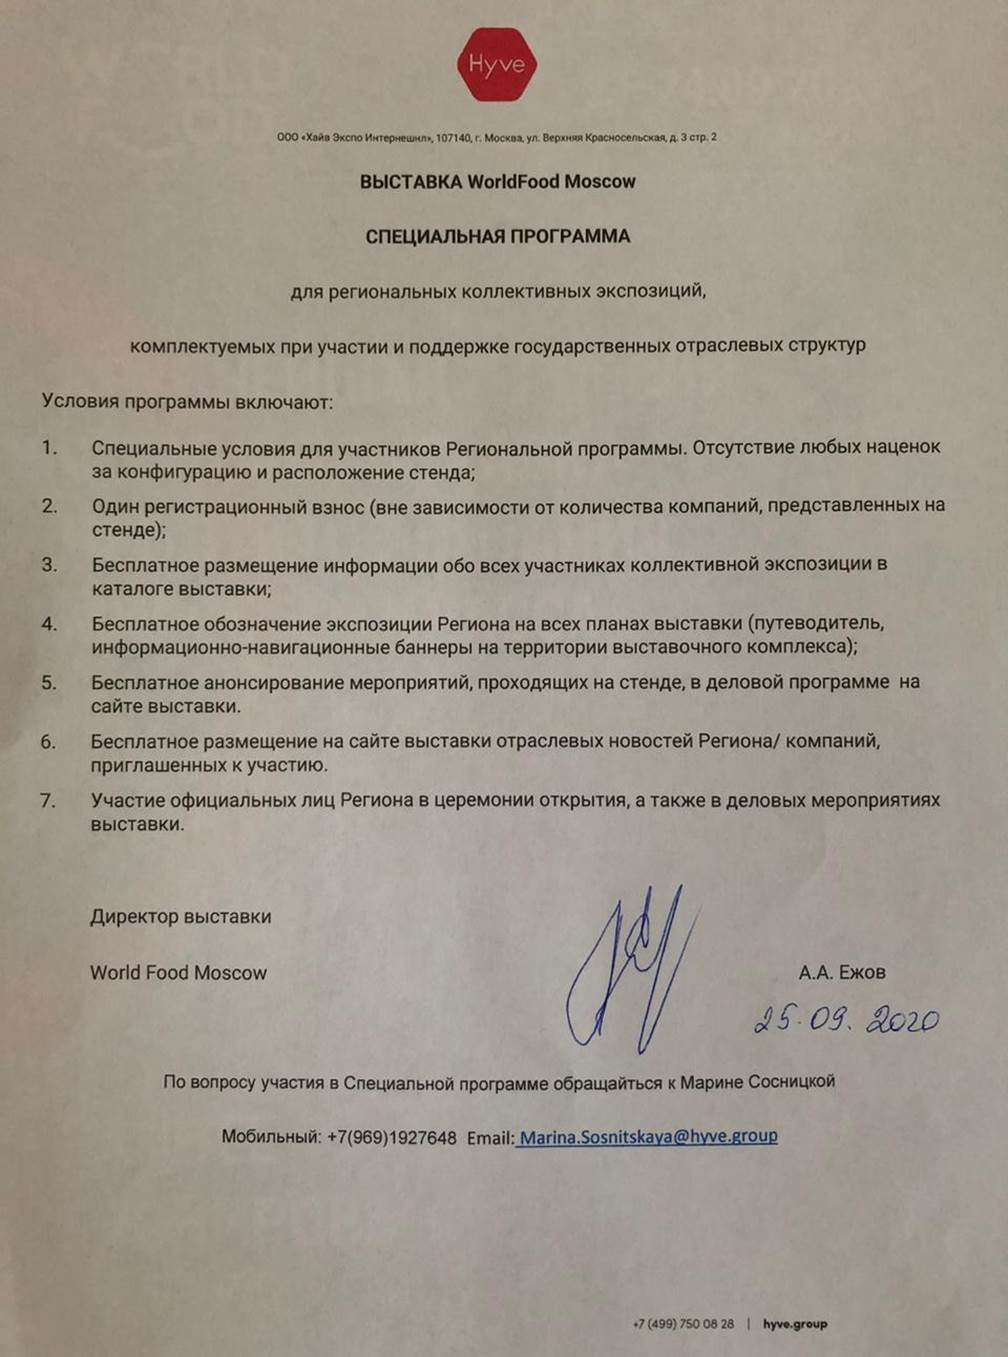 Hyve
ООО «Хайв Экспо Интернешнл», 107140, г. Москва, ул. Верхняя Красносельская, д. 3 стр. 2
ВЫСТАВКА WorldFood Moscow
СПЕЦИАЛЬНАЯ ПРОГРАММА
для региональных коллективных экспозиций,
комплектуемых при участии и поддержке государственных отраслевых структур
Условия программы включают:
1. Специальные условия для участников Региональной программы. Отсутствие любых наценок
за конфигурацию и расположение стенда;
2. Один регистрационный взнос (вне зависимости от количества компаний, представленных на
стенде);
3. Бесплатное размещение информации обо всех участниках коллективной экспозиции в
каталоге выставки;
4. Бесплатное обозначение экспозиции Региона на всех планах выставки (путеводитель,
информационно-навигационные баннеры на территории выставочного комплекса);
5. Бесплатное анонсирование мероприятий, проходящих на стенде, в деловой программе на
сайте выставки.
6. Бесплатное размещение на сайте выставки отраслевых новостей Региона/ компаний,
приглашенных к участию.
7. Участие официальных лиц Региона в церемонии открытия, а также в деловых мероприятиях
выставки.
Директор выставки
World Food Moscow А.А. Ежов
25.09.2020
По вопросу участия в Специальной программе обращайться к Марине Сосницкой
Мобильный: +7(969)1927648 Email: Marina.Sosnitskaya@hyve.group
+7 (499) 750 08 28 | hyve.group